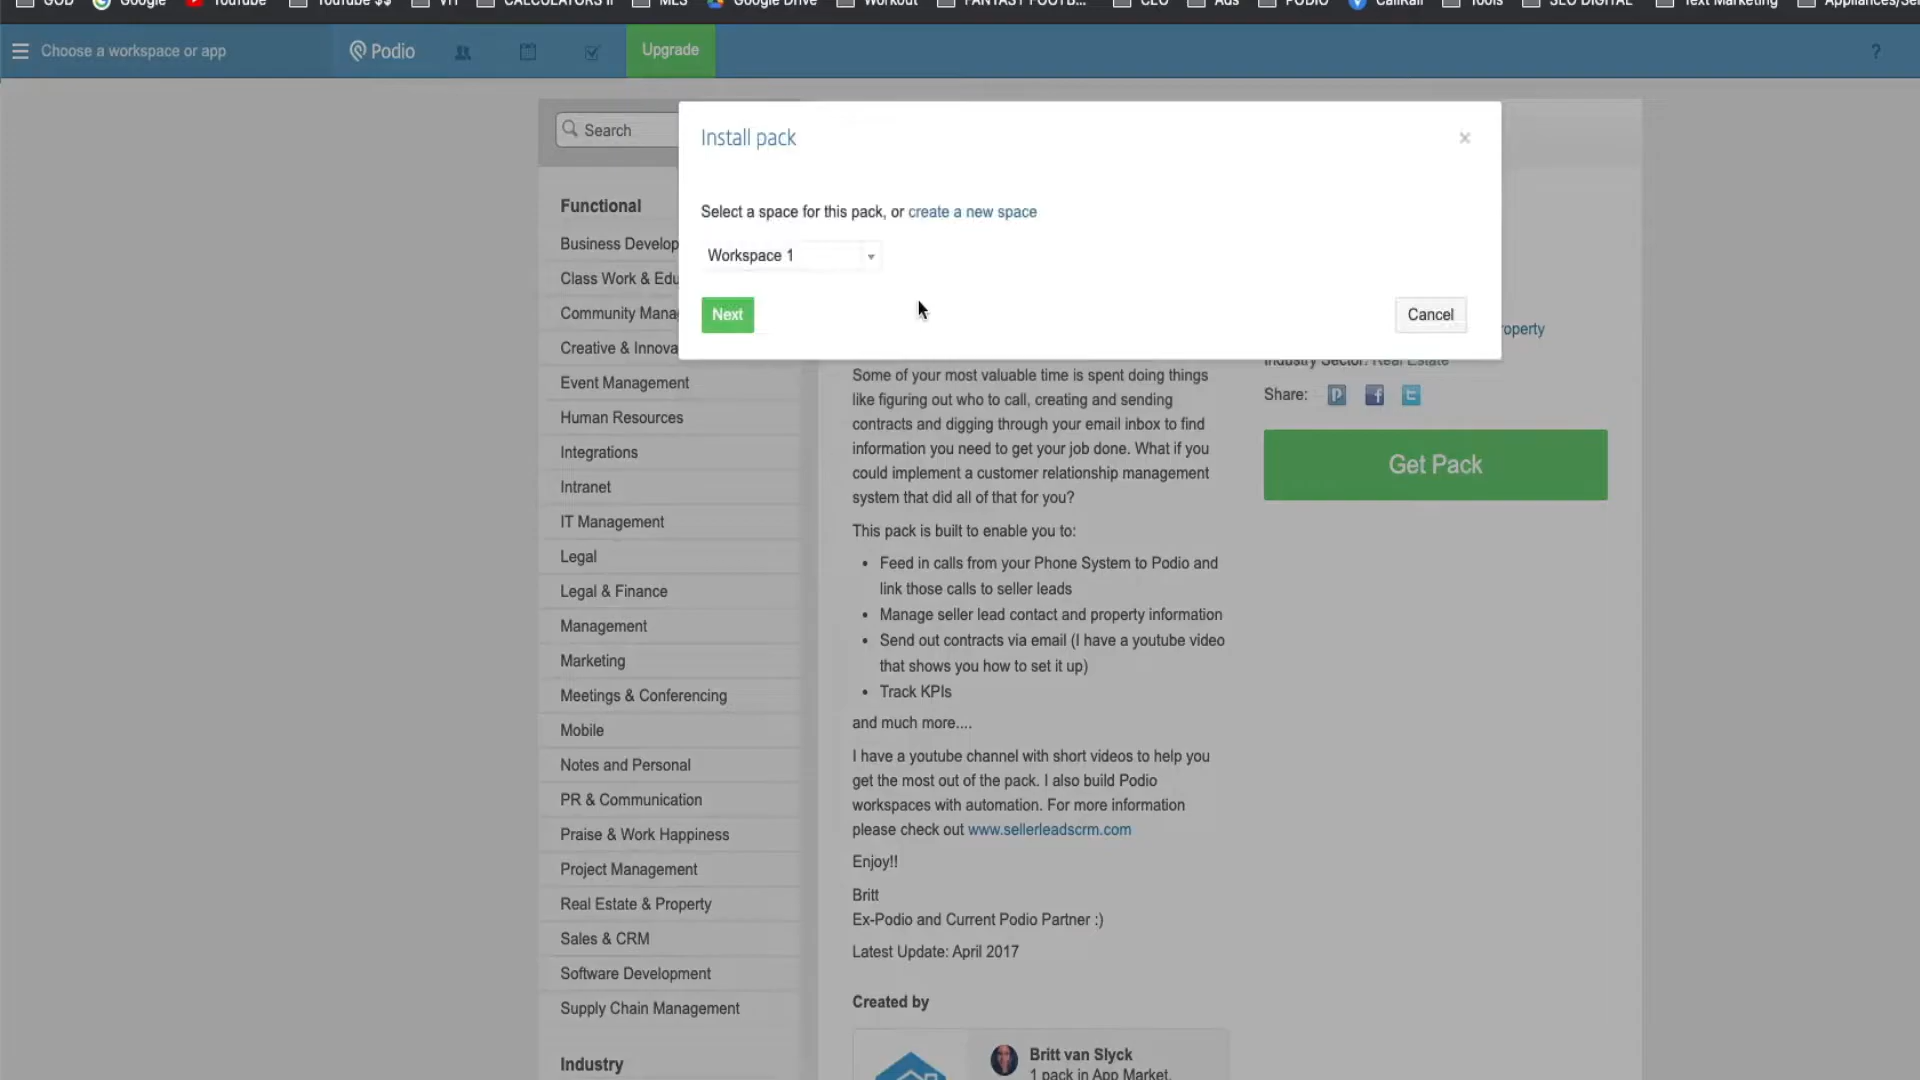 GOD Google YouTube YouTube $$ VIT CALCULATORS II MLS Google Drive Workout FANTASY FOOTB... CEO Ads PODIO CallRail Tools SEO DIGITAL Text Marketing
Choose a workspace or app
Podio
Upgrade
?
Search
Install pack
×
Select a space for this pack, or create a new space
Workspace 1
Next
Cancel
Functional
Business Develop
Class Work & Edu
Community Mana
Creative & Innova
Event Management
Human Resources
Integrations
Intranet
IT Management
Legal
Legal & Finance
Management
Marketing
Meetings & Conferencing
Mobile
Notes and Personal
PR & Communication
Praise & Work Happiness
Project Management
Real Estate & Property
Sales & CRM
Software Development
Supply Chain Management
Industry
Some of your most valuable time is spent doing things
like figuring out who to call, creating and sending
contracts and digging through your email inbox to find
information you need to get your job done. What if you
could implement a customer relationship management
system that did all of that for you?
This pack is built to enable you to:
• Feed in calls from your Phone System to Podio and
link those calls to seller leads
• Manage seller lead contact and property information
• Send out contracts via email (I have a youtube video
that shows you how to set it up)
• Track KPIs
and much more....
I have a youtube channel with short videos to help you
get the most out of the pack. I also build Podio
workspaces with automation. For more information
please check out www.sellerleadscrm.com
Enjoy!!
Britt
Ex-Podio and Current Podio Partner :)
Latest Update: April 2017
Created by
Britt van Slyck
1 pack in App Market.
roperty
Industry Sector: Real Estate
Share:
Get Pack